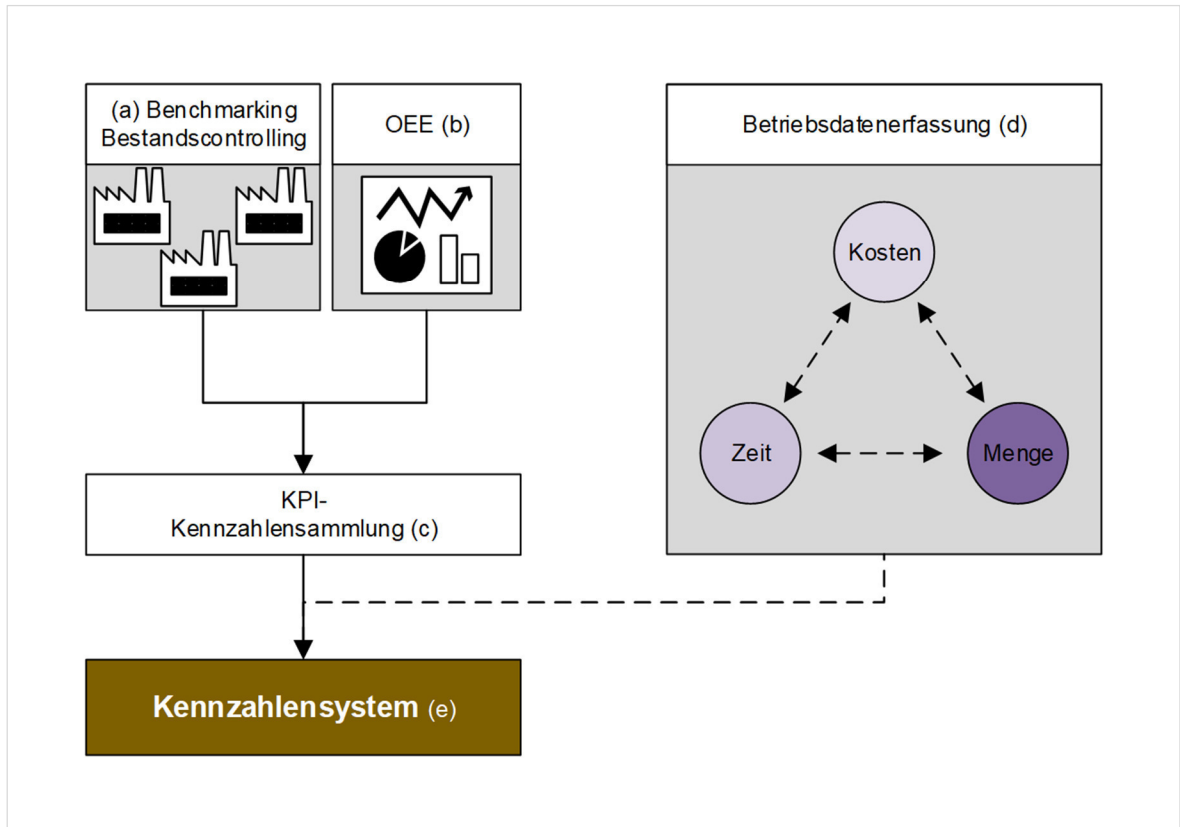 (a) Benchmarking
Bestandscontrolling
OEE (b)
Betriebsdatenerfassung (d)
Kosten
Zeit
Menge
KPI-
Kennzahlensammlung (c)
Kennzahlensystem (e)